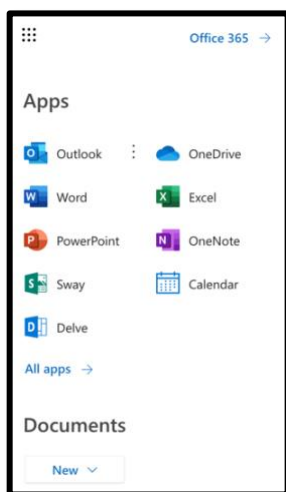 Office 365 →
Apps
Outlook
OneDrive
Word
Excel
PowerPoint
OneNote
Sway
Calendar
Delve
All apps →
Documents
New